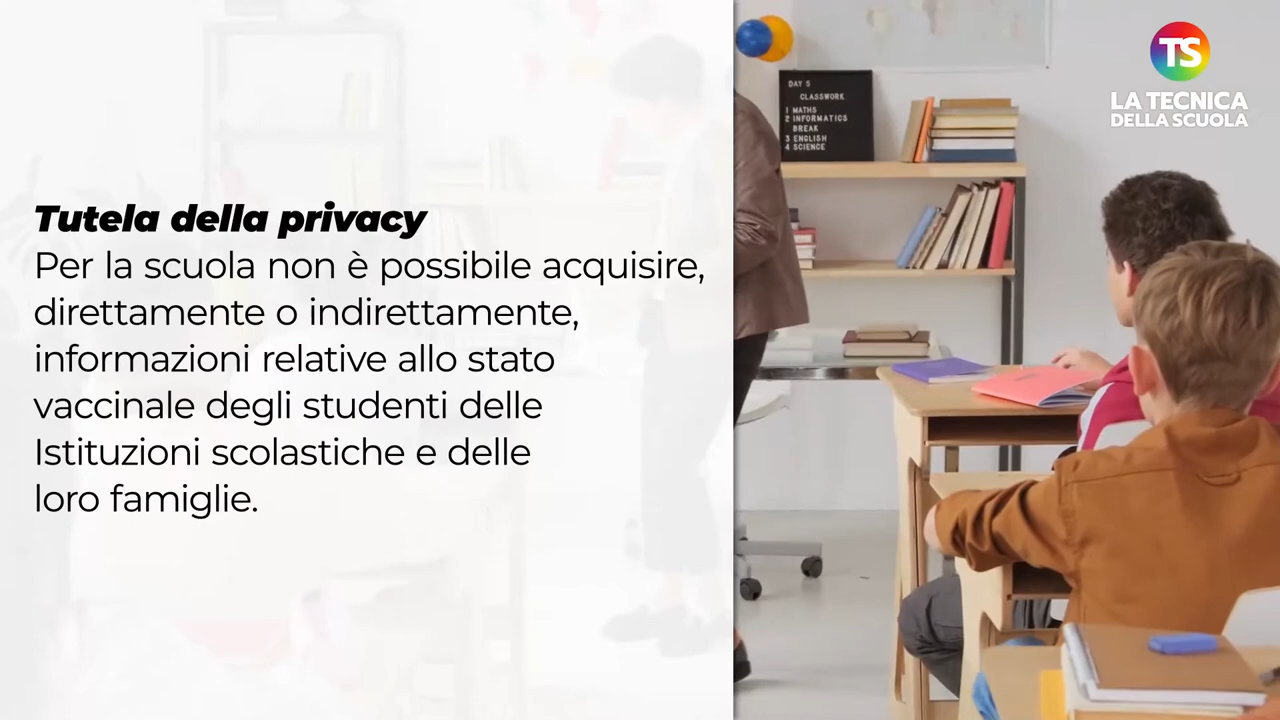 Tutela della privacy
Per la scuola non è possibile acquisire,
direttamente o indirettamente,
informazioni relative allo stato
vaccinale degli studenti delle
Istituzioni scolastiche e delle
loro famiglie.
DAY 5
CLASSWORK
1 MATHS
2 INFORMATICS
BREAK
3 ENGLISH
4 SCIENCE
TS
LA TECNICA
DELLA SCUOLA